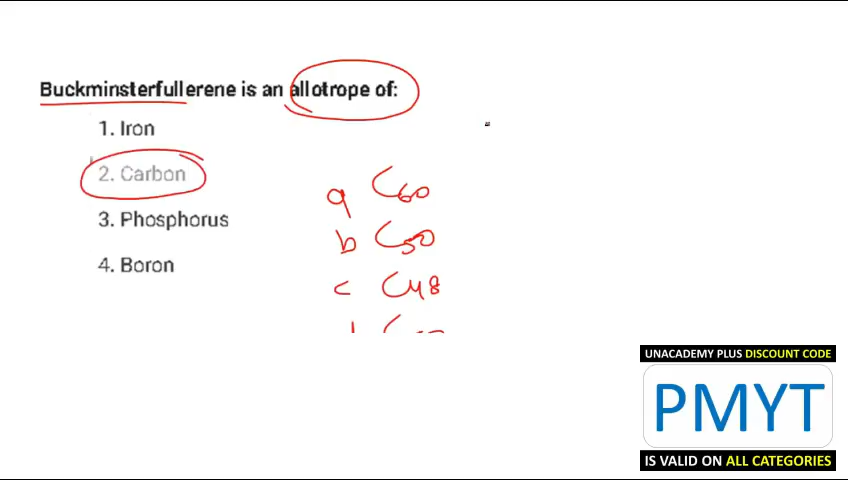 Buckminsterfullerene is an allotrope of:
1. Iron
2. Carbon
3. Phosphorus
4. Boron
a C60
b C50
c C48
UNACADEMY PLUS DISCOUNT CODE
PMYT
IS VALID ON ALL CATEGORIES